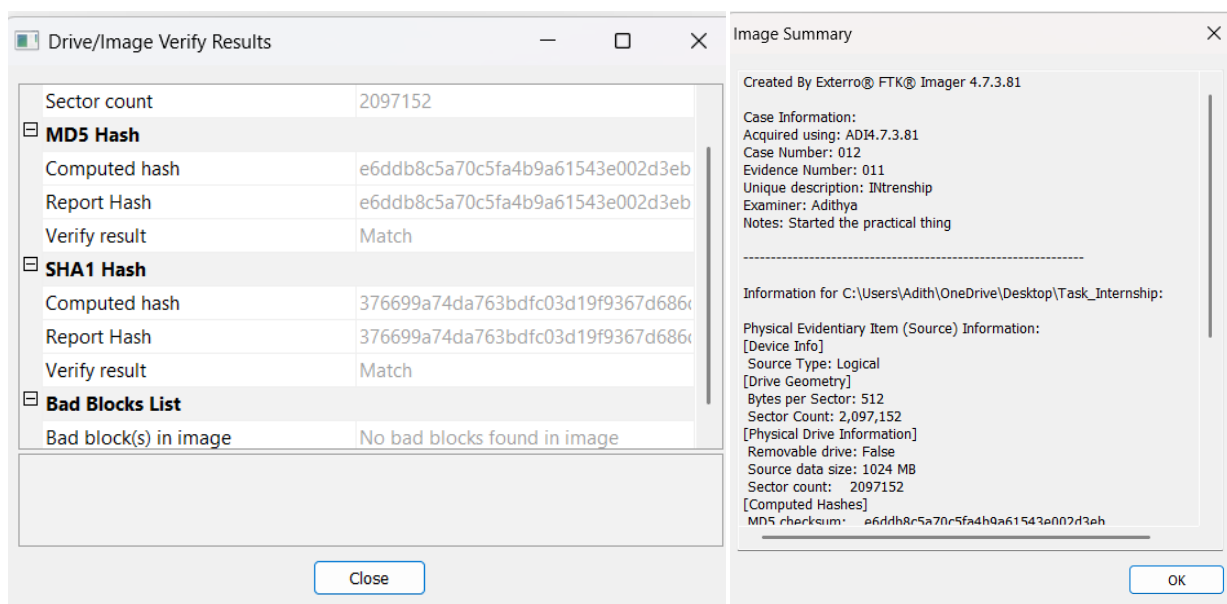 Drive/Image Verify Results
Sector count 2097152
MD5 Hash
Computed hash e6ddb8c5a70c5fa4b9a61543e002d3eb
Report Hash e6ddb8c5a70c5fa4b9a61543e002d3eb
Verify result Match
SHA1 Hash
Computed hash 376699a74da763bdfc03d19f9367d686
Report Hash 376699a74da763bdfc03d19f9367d686
Verify result Match
Bad Blocks List
Bad block(s) in image No bad blocks found in image
Close
Image Summary
Created By Exterro® FTK® Imager 4.7.3.81
Case Information:
Acquired using: ADI4.7.3.81
Case Number: 012
Evidence Number: 011
Unique description: INtrenship
Examiner: Adithya
Notes: Started the practical thing
--------------------------------------------------------------
Information for C:\Users\Adith\OneDrive\Desktop\Task_Internship:
Physical Evidentiary Item (Source) Information:
[Device Info]
Source Type: Logical
[Drive Geometry]
Bytes per Sector: 512
Sector Count: 2,097,152
[Physical Drive Information]
Removable drive: False
Source data size: 1024 MB
Sector count: 2097152
[Computed Hashes]
MD5 checksum: e6ddb8c5a70c5fa4b9a61543e002d3eb
OK